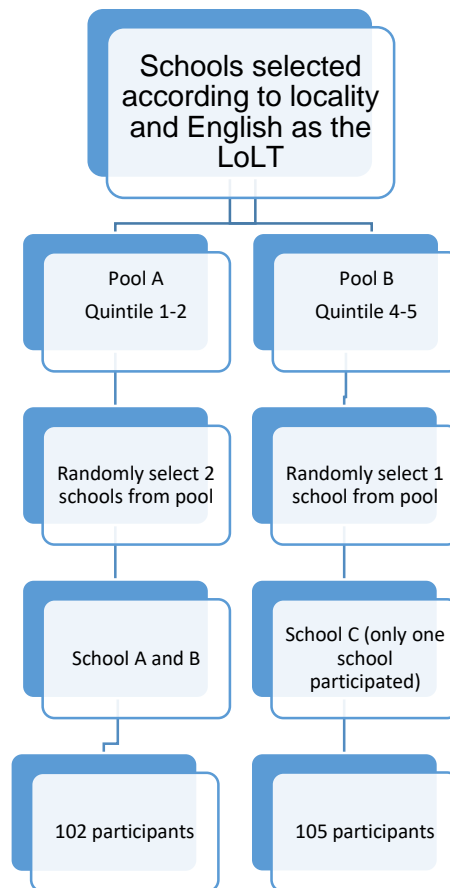 Schools selected
according to locality
and English as the
LoLT
Pool A
Quintile 1-2
Pool B
Quintile 4-5
Randomly select 2
schools from pool
Randomly select 1
school from pool
School A and B
School C (only one
school
participated)
102 participants
105 participants